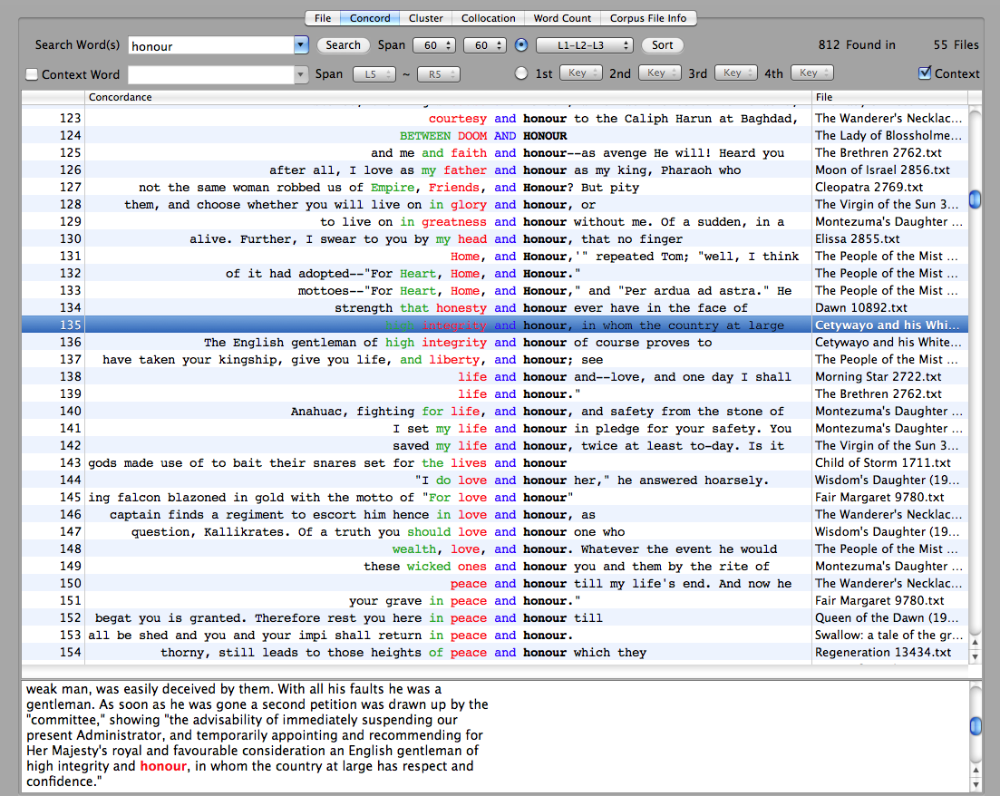 File Concord Cluster Collocation Word Count Corpus File Info
Search Word(s) honour Search Span 60 60 L1-L2-L3 Sort 812 Found in 55 Files
Context Word Span L5 ~ R5 1st Key 2nd Key 3rd Key 4th Key Context
Concordance File
123 courtesy and honour to the Caliph Harun at Baghdad, The Wanderer's Necklac...
124 BETWEEN DOOM AND HONOUR The Lady of Blossholme...
125 and me and faith and honour--as avenge He will! Heard you The Brethren 2762.txt
126 after all, I love as my father and honour as my king, Pharaoh who Moon of Israel 2856.txt
127 not the same woman robbed us of Empire, Friends, and Honour? But pity Cleopatra 2769.txt
128 them, and choose whether you will live on in glory and honour, or The Virgin of the Sun 3...
129 to live on in greatness and honour without me. Of a sudden, in a Montezuma's Daughter ...
130 alive. Further, I swear to you by my head and honour, that no finger Elissa 2855.txt
131 Home, and Honour,'" repeated Tom; "well, I think The People of the Mist ...
132 of it had adopted--"For Heart, Home, and Honour." The People of the Mist ...
133 mottoes--"For Heart, Home, and Honour," and "Per ardua ad astra." He The People of the Mist ...
134 strength that honesty and honour ever have in the face of Dawn 10892.txt
135 high integrity and honour, in whom the country at large Cetywayo and his Whi...
136 The English gentleman of high integrity and honour of course proves to Cetywayo and his White...
137 have taken your kingship, give you life, and liberty, and honour; see The People of the Mist ...
138 life and honour and--love, and one day I shall Morning Star 2722.txt
139 life and honour." The Brethren 2762.txt
140 Anahuac, fighting for life, and honour, and safety from the stone of Montezuma's Daughter ...
141 I set my life and honour in pledge for your safety. You Montezuma's Daughter ...
142 saved my life and honour, twice at least to-day. Is it The Virgin of the Sun 3...
143 gods made use of to bait their snares set for the lives and honour Child of Storm 1711.txt
144 "I do love and honour her," he answered hoarsely. Wisdom's Daughter (19...
145 ing falcon blazoned in gold with the motto of "For love and honour" Fair Margaret 9780.txt
146 captain finds a regiment to escort him hence in love and honour, as The Wanderer's Necklac...
147 question, Kallikrates. Of a truth you should love and honour one who Wisdom's Daughter (19...
148 wealth, love, and honour. Whatever the event he would The People of the Mist ...
149 these wicked ones and honour you and them by the rite of Montezuma's Daughter ...
150 peace and honour till my life's end. And now he The Wanderer's Necklac...
151 your grave in peace and honour." Fair Margaret 9780.txt
152 begat you is granted. Therefore rest you here in peace and honour till Queen of the Dawn (19...
153 all be shed and you and your impi shall return in peace and honour. Swallow: a tale of the gr...
154 thorny, still leads to those heights of peace and honour which they Regeneration 13434.txt
weak man, was easily deceived by them. With all his faults he was a
gentleman. As soon as he was gone a second petition was drawn up by the
"committee," showing "the advisability of immediately suspending our
present Administrator, and temporarily appointing and recommending for
Her Majesty's royal and favourable consideration an English gentleman of
high integrity and honour, in whom the country at large has respect and
confidence."